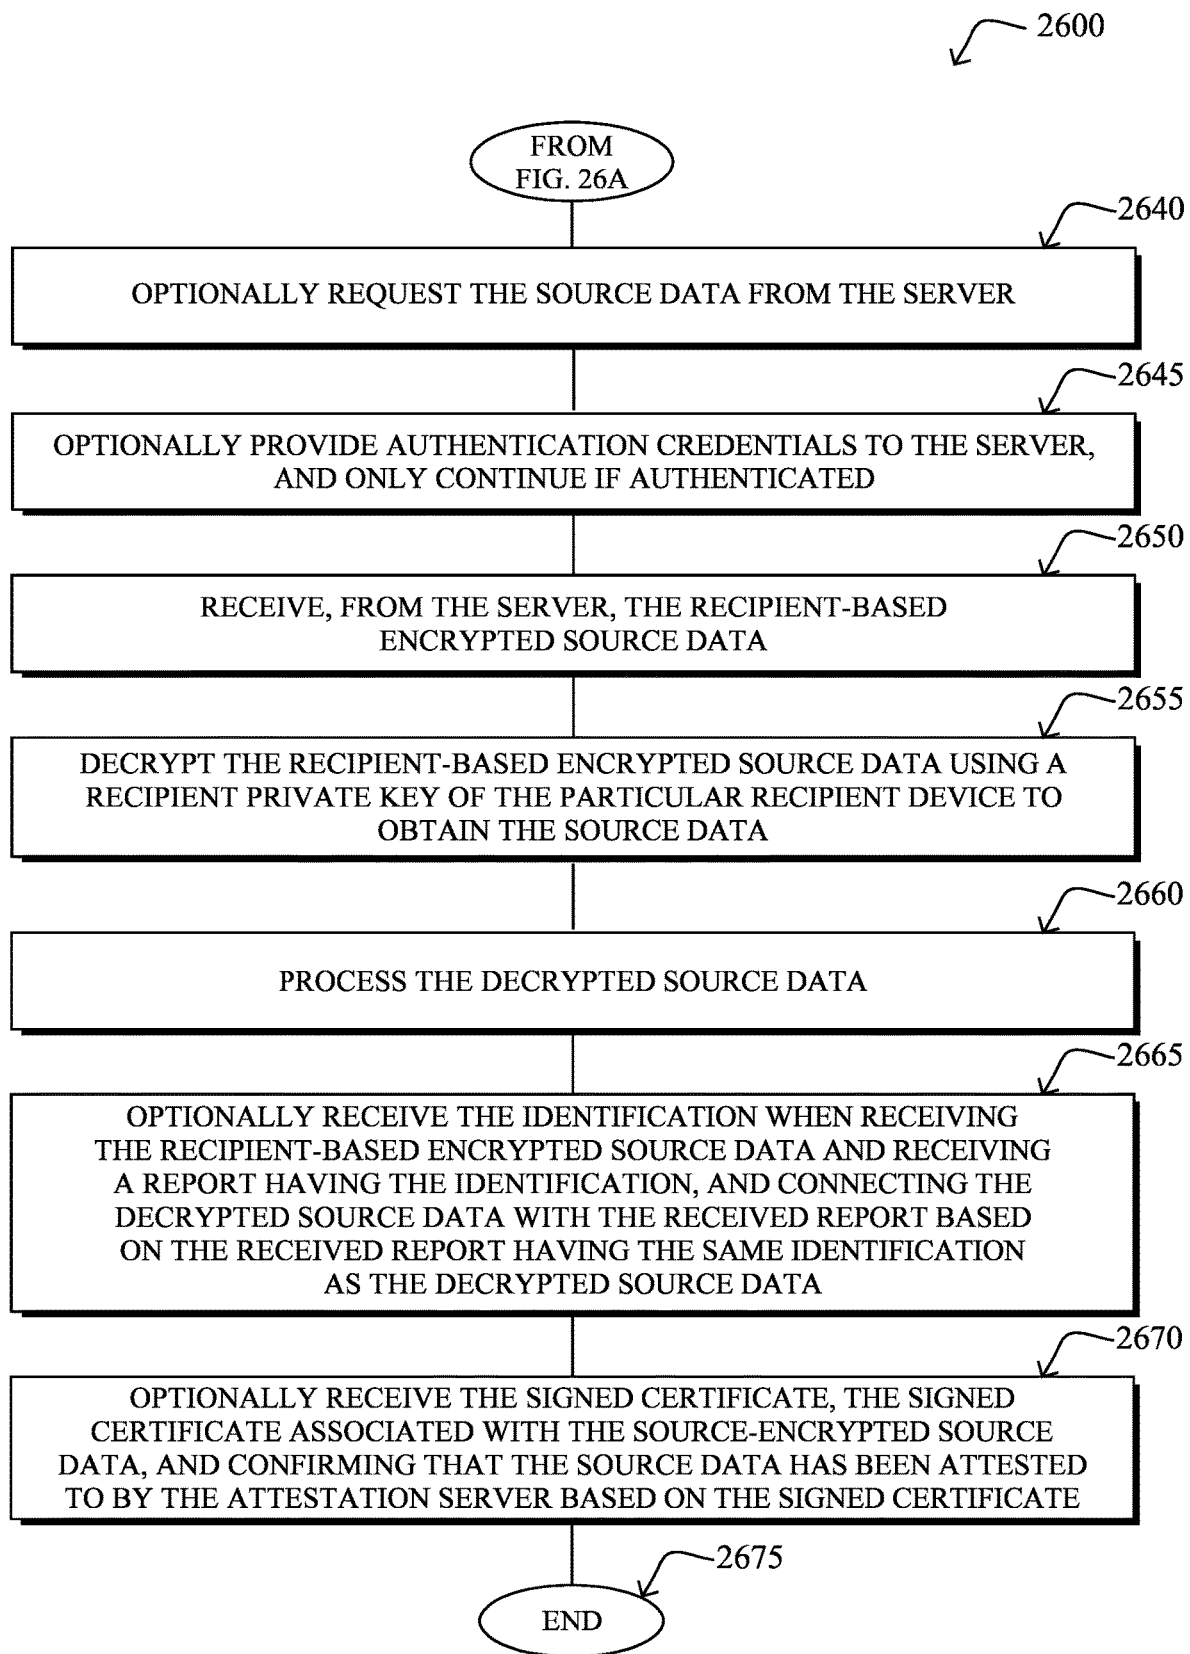 2600
FROM
FIG. 26A
2640
OPTIONALLY REQUEST THE SOURCE DATA FROM THE SERVER
2645
OPTIONALLY PROVIDE AUTHENTICATION CREDENTIALS TO THE SERVER,
AND ONLY CONTINUE IF AUTHENTICATED
2650
RECEIVE, FROM THE SERVER, THE RECIPIENT-BASED
ENCRYPTED SOURCE DATA
2655
DECRYPT THE RECIPIENT-BASED ENCRYPTED SOURCE DATA USING A
RECIPIENT PRIVATE KEY OF THE PARTICULAR RECIPIENT DEVICE TO
OBTAIN THE SOURCE DATA
2660
PROCESS THE DECRYPTED SOURCE DATA
2665
OPTIONALLY RECEIVE THE IDENTIFICATION WHEN RECEIVING
THE RECIPIENT-BASED ENCRYPTED SOURCE DATA AND RECEIVING
A REPORT HAVING THE IDENTIFICATION, AND CONNECTING THE
DECRYPTED SOURCE DATA WITH THE RECEIVED REPORT BASED
ON THE RECEIVED REPORT HAVING THE SAME IDENTIFICATION
AS THE DECRYPTED SOURCE DATA
2670
OPTIONALLY RECEIVE THE SIGNED CERTIFICATE, THE SIGNED
CERTIFICATE ASSOCIATED WITH THE SOURCE-ENCRYPTED SOURCE
DATA, AND CONFIRMING THAT THE SOURCE DATA HAS BEEN ATTESTED
TO BY THE ATTESTATION SERVER BASED ON THE SIGNED CERTIFICATE
2675
END